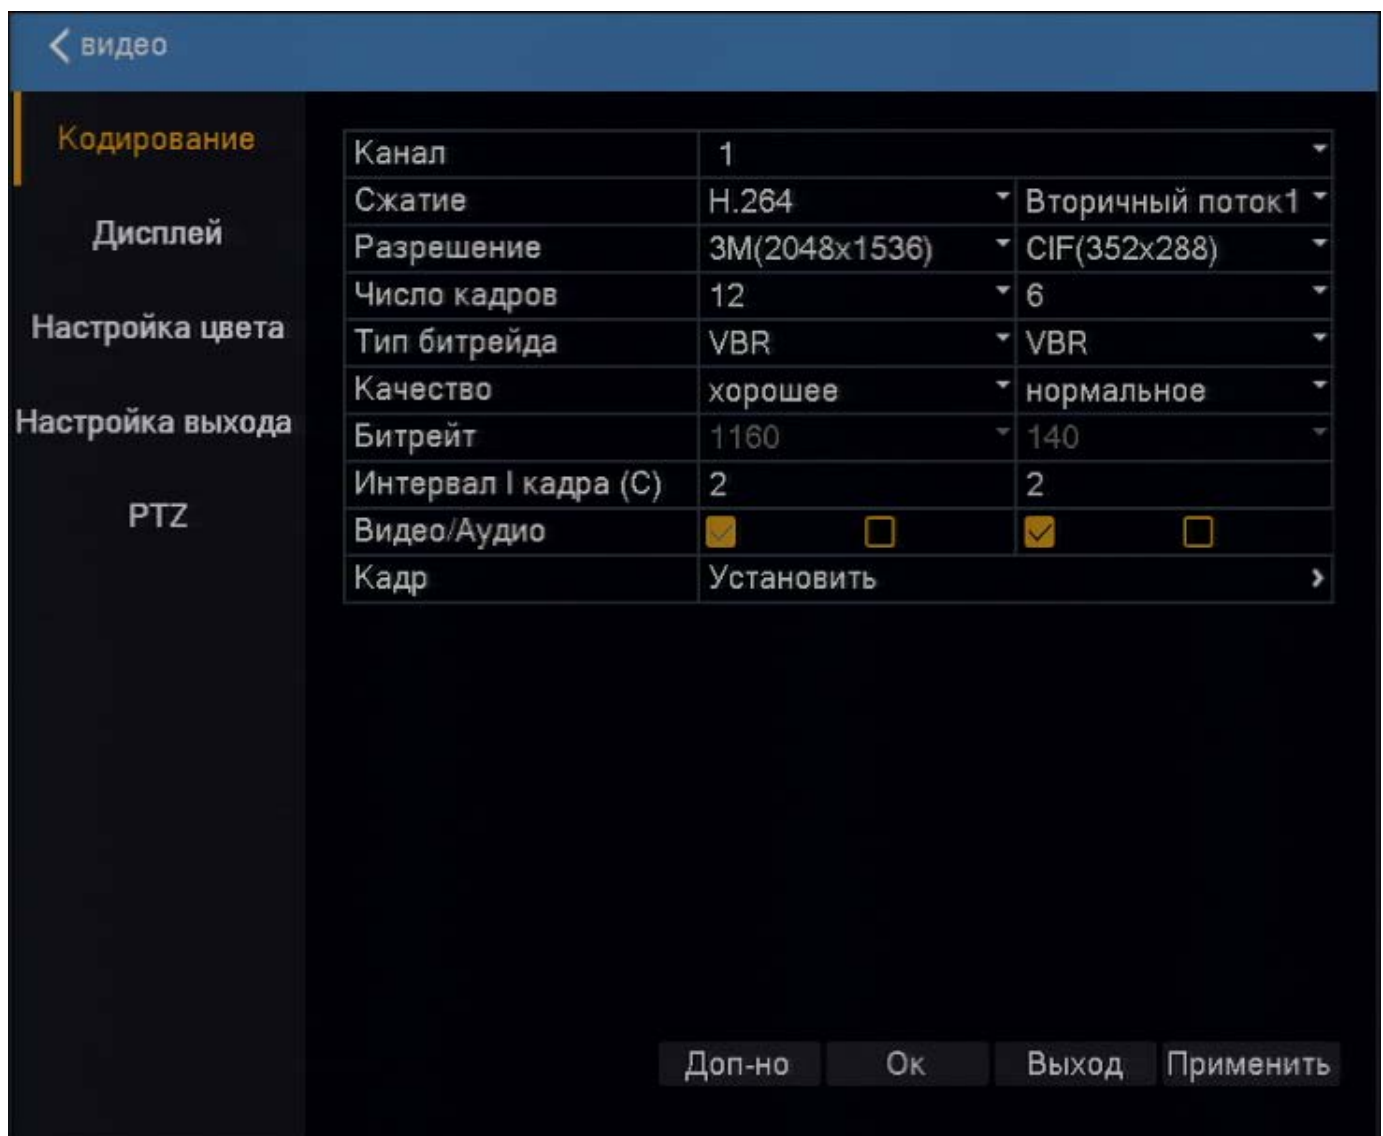 видео
Кодирование
Дисплей
Настройка цвета
Настройка выхода
PTZ
Канал 1
Сжатие H.264 Вторичный поток1
Разрешение 3M(2048x1536) CIF(352x288)
Число кадров 12 6
Тип битрейда VBR VBR
Качество хорошее нормальное
Битрейт 1160 140
Интервал I кадра (С) 2 2
Видео/Аудио
Кадр Установить
Доп-но Ок Выход Применить